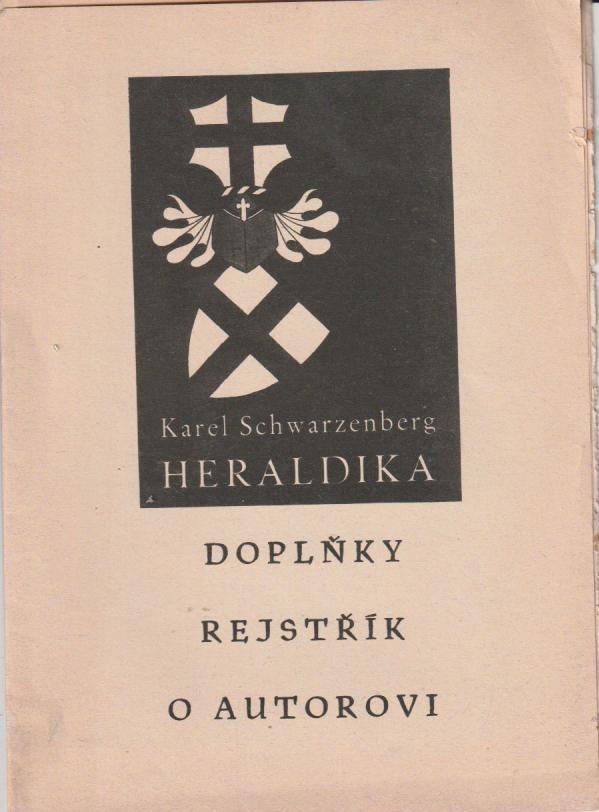 Karel Schwarzenberg
HERALDIKA
DOPLŇKY
REJSTŘÍK
O AUTOROVI